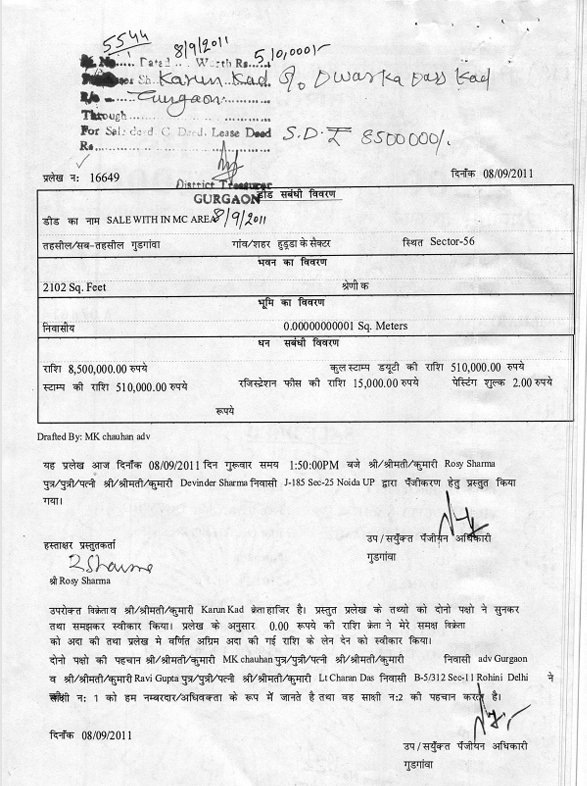 5544 8/9/2011
No. Dated Worth Rs. 510,000/-
Sh. Karun Kad S/o Dwarka Dass Kad
R/o Gurgaon
Through
For Sale deed G. Deed. Lease Deed S.D. ₹ 8500000/-
Rs.
प्रलेख न: 16649 दिनाँक 08/09/2011
District Treasurer
GURGAON डीड सबंधी विवरण
डीड का नाम SALE WITH IN MC AREA 8/9/2011
तहसील/सब-तहसील गुडगांवा गांव/शहर हुड्डा के सेक्टर स्थित Sector-56
भवन का विवरण
2102 Sq. Feet श्रेणी क
भूमि का विवरण
निवासीय 0.00000000001 Sq. Meters
धन सबंधी विवरण
राशि 8,500,000.00 रुपये कुल स्टाम्प डयूटी की राशि 510,000.00 रुपये
स्टाम्प की राशि 510,000.00 रुपये रजिस्ट्रेशन फीस की राशि 15,000.00 रुपये पेस्टिंग शुल्क 2.00 रुपये
रूपये
Drafted By: MK chauhan adv
यह प्रलेख आज दिनाँक 08/09/2011 दिन गुरूवार समय 1:50:00PM बजे श्री/श्रीमती/कुमारी Rosy Sharma
पुत्र/पुत्री/पत्नी श्री/श्रीमती/कुमारी Devinder Sharma निवासी J-185 Sec-25 Noida UP द्वारा पँजीकरण हेतु प्रस्तुत किया
गया।
हस्ताक्षर प्रस्तुतकर्ता
उप/सयुँक्त पँजीयन अधिकारी
गुडगांवा
RSharma
श्री Rosy Sharma
उपरोक्त विक्रेता व श्री/श्रीमती/कुमारी Karun Kad क्रेता हाजिर है। प्रस्तुत प्रलेख के तथ्यो को दोनो पक्षो ने सुनकर
तथा समझकर स्वीकार किया। प्रलेख के अनुसार 0.00 रूपये की राशि क्रेता ने मेरे समक्ष विक्रेता
को अदा की तथा प्रलेख मे वर्णित अग्रिम अदा की गई राशि के लेन देन को स्वीकार किया।
दोनो पक्षो की पहचान श्री/श्रीमती/कुमारी MK chauhan पुत्र/पुत्री/पत्नी श्री/श्रीमती/कुमारी निवासी adv Gurgaon
व श्री/श्रीमती/कुमारी Ravi Gupta पुत्र/पुत्री/पत्नी श्री/श्रीमती/कुमारी Lt Charan Das निवासी B-5/312 Sec-11 Rohini Delhi ने
साक्षी न: 1 को हम नम्बरदार/अधिवक्ता के रूप में जानते है तथा वह साक्षी न:2 की पहचान करता है।
दिनाँक 08/09/2011
उप/सयुँक्त पँजीयन अधिकारी
गुडगांवा